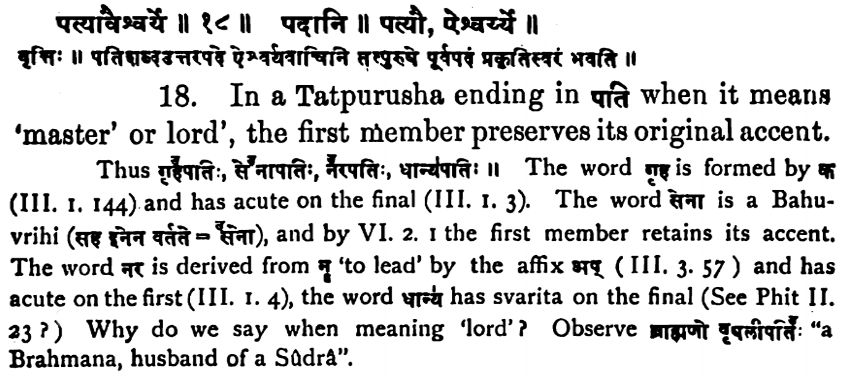 पत्यावैश्वर्ये ॥ १८ ॥ पदानि ॥ पत्यौ, ऐश्वर्य्ये ॥
वृत्तिः ॥ पतिशब्दउत्तरपदे ऐश्वर्यवाचिनि तत्पुरुषे पूर्वपदं प्रकृतिस्वरं भवति ॥
18. In a Tatpurusha ending in पति when it means
'master' or lord', the first member preserves its original accent.
Thus गृहँपतिः, सेँनापतिः, नँरपतिः, धान्य॑पतिः ॥ The word गृह is formed by क
(III. 1. 144) and has acute on the final (III. 1. 3). The word सेना is a Bahu-
vrihi (सह इनेन वर्तते = सेँना), and by VI. 2. 1 the first member retains its accent.
The word नर is derived from नृ 'to lead' by the affix अप् ( III. 3. 57 ) and has
acute on the first (III. 1. 4), the word धान्य॑ has svarita on the final (See Phit II.
23 ?) Why do we say when meaning 'lord'? Observe ब्राह्मणो वृषलीपतिँः "a
Brahmana, husband of a Sûdrâ".